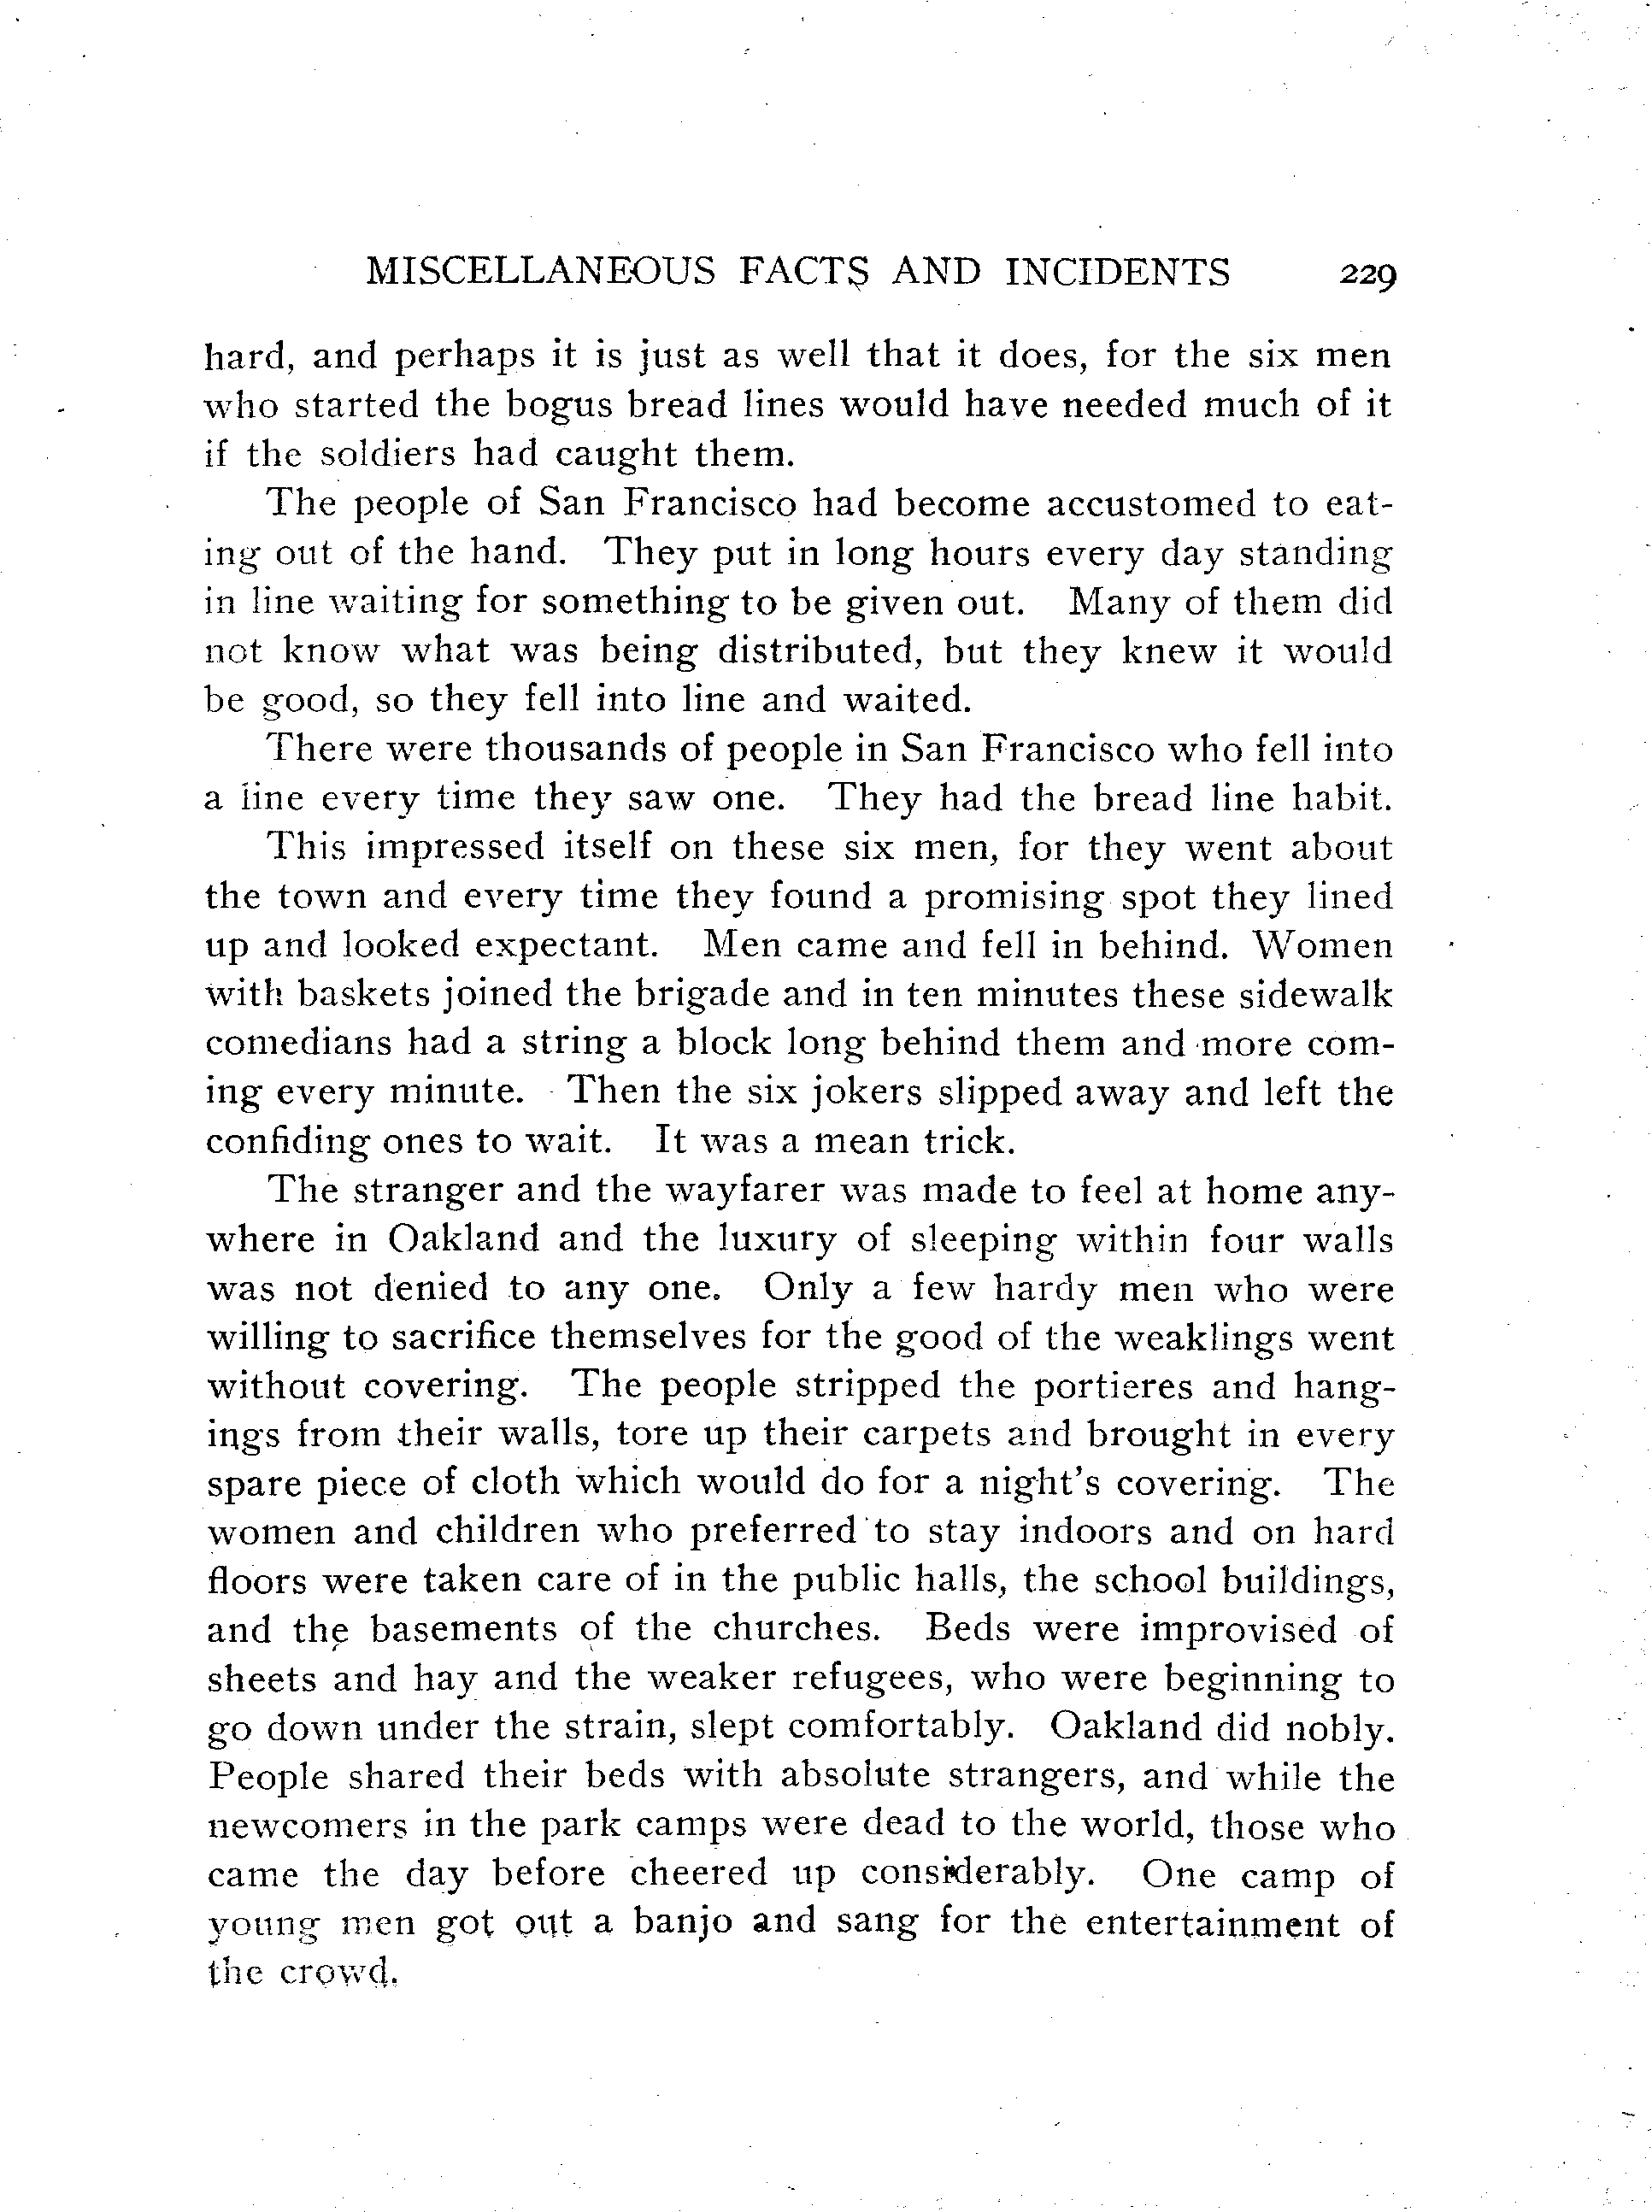 MISCELLANEOUS FACTS AND INCIDENTS 229
hard, and perhaps it is just as well that it does, for the six men
who started the bogus bread lines would have needed much of it
if the soldiers had caught them.
The people of San Francisco had become accustomed to eat-
ing out of the hand. They put in long hours every day standing
in line waiting for something to be given out. Many of them did
not know what was being distributed, but they knew it would
be good, so they fell into line and waited.
There were thousands of people in San Francisco who fell into
a line every time they saw one. They had the bread line habit.
This impressed itself on these six men, for they went about
the town and every time they found a promising spot they lined
up and looked expectant. Men came and fell in behind. Women
with baskets joined the brigade and in ten minutes these sidewalk
comedians had a string a block long behind them and more com-
ing every minute. Then the six jokers slipped away and left the
confiding ones to wait. It was a mean trick.
The stranger and the wayfarer was made to feel at home any-
where in Oakland and the luxury of sleeping within four walls
was not denied to any one. Only a few hardy men who were
willing to sacrifice themselves for the good of the weaklings went
without covering. The people stripped the portieres and hang-
ings from their walls, tore up their carpets and brought in every
spare piece of cloth which would do for a night's covering. The
women and children who preferred to stay indoors and on hard
floors were taken care of in the public halls, the school buildings,
and the basements of the churches. Beds were improvised of
sheets and hay and the weaker refugees, who were beginning to
go down under the strain, slept comfortably. Oakland did nobly.
People shared their beds with absolute strangers, and while the
newcomers in the park camps were dead to the world, those who
came the day before cheered up considerably. One camp of
young men got out a banjo and sang for the entertainment of
the crowd.